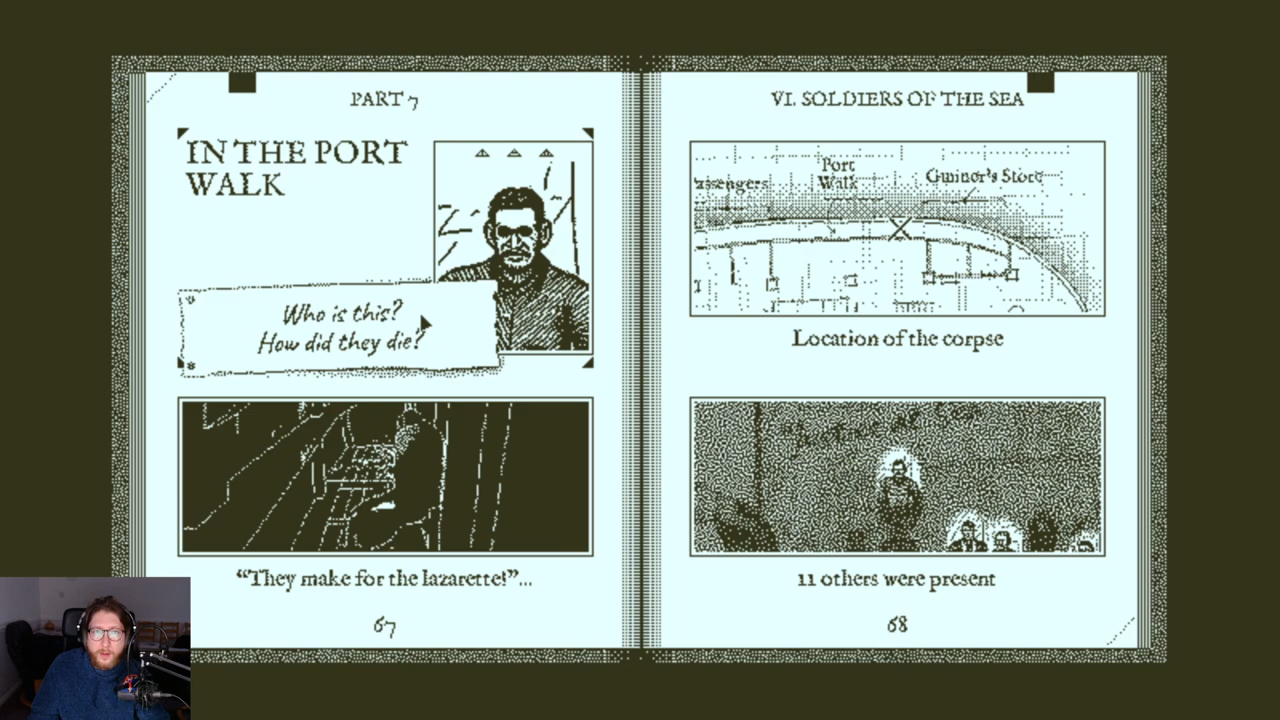 PART 7
IN THE PORT
WALK
Who is this?
How did they die?
"They make for the lazarette!"...
67
VI. SOLDIERS OF THE SEA
Port
Walk
Gunner's Store
Location of the corpse
11 others were present
68